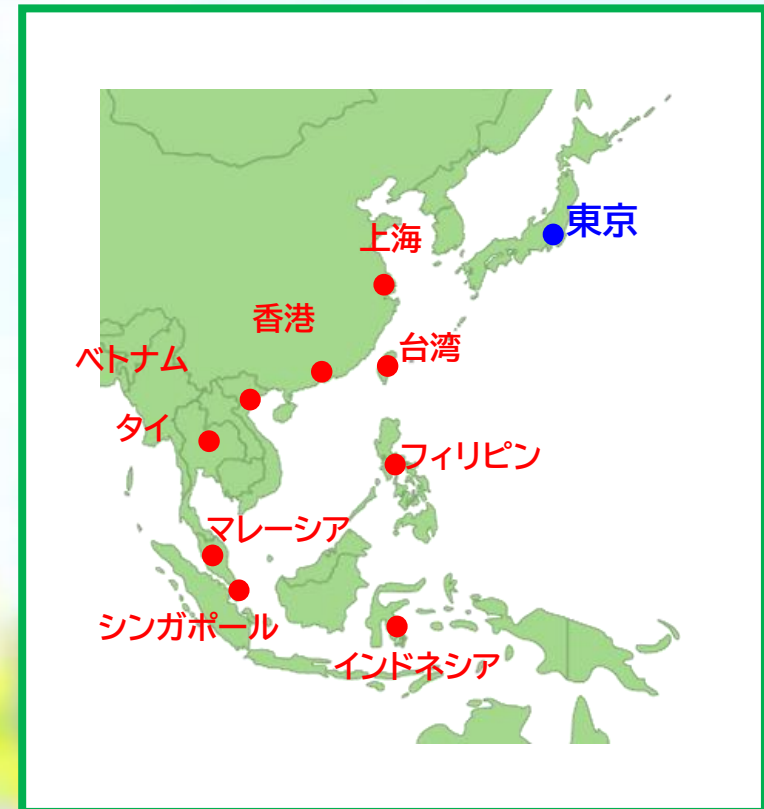 東京
上海
香港
台湾
ベトナム
タイ
フィリピン
マレーシア
シンガポール
インドネシア